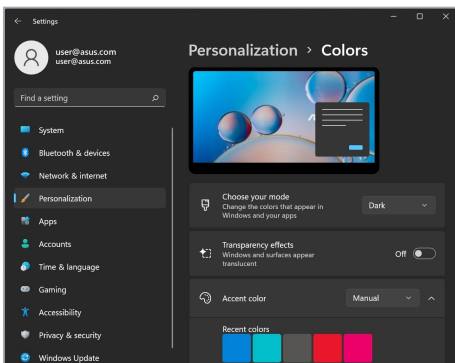 Settings
user@asus.com
user@asus.com
Find a setting
System
Bluetooth & devices
Network & internet
Personalization
Apps
Accounts
Time & language
Gaming
Accessibility
Privacy & security
Windows Update
Personalization > Colors
Choose your mode
Change the colors that appear in
Windows and your apps
Dark
Transparency effects
Windows and surfaces appear
translucent
Off
Accent color
Manual
Recent colors